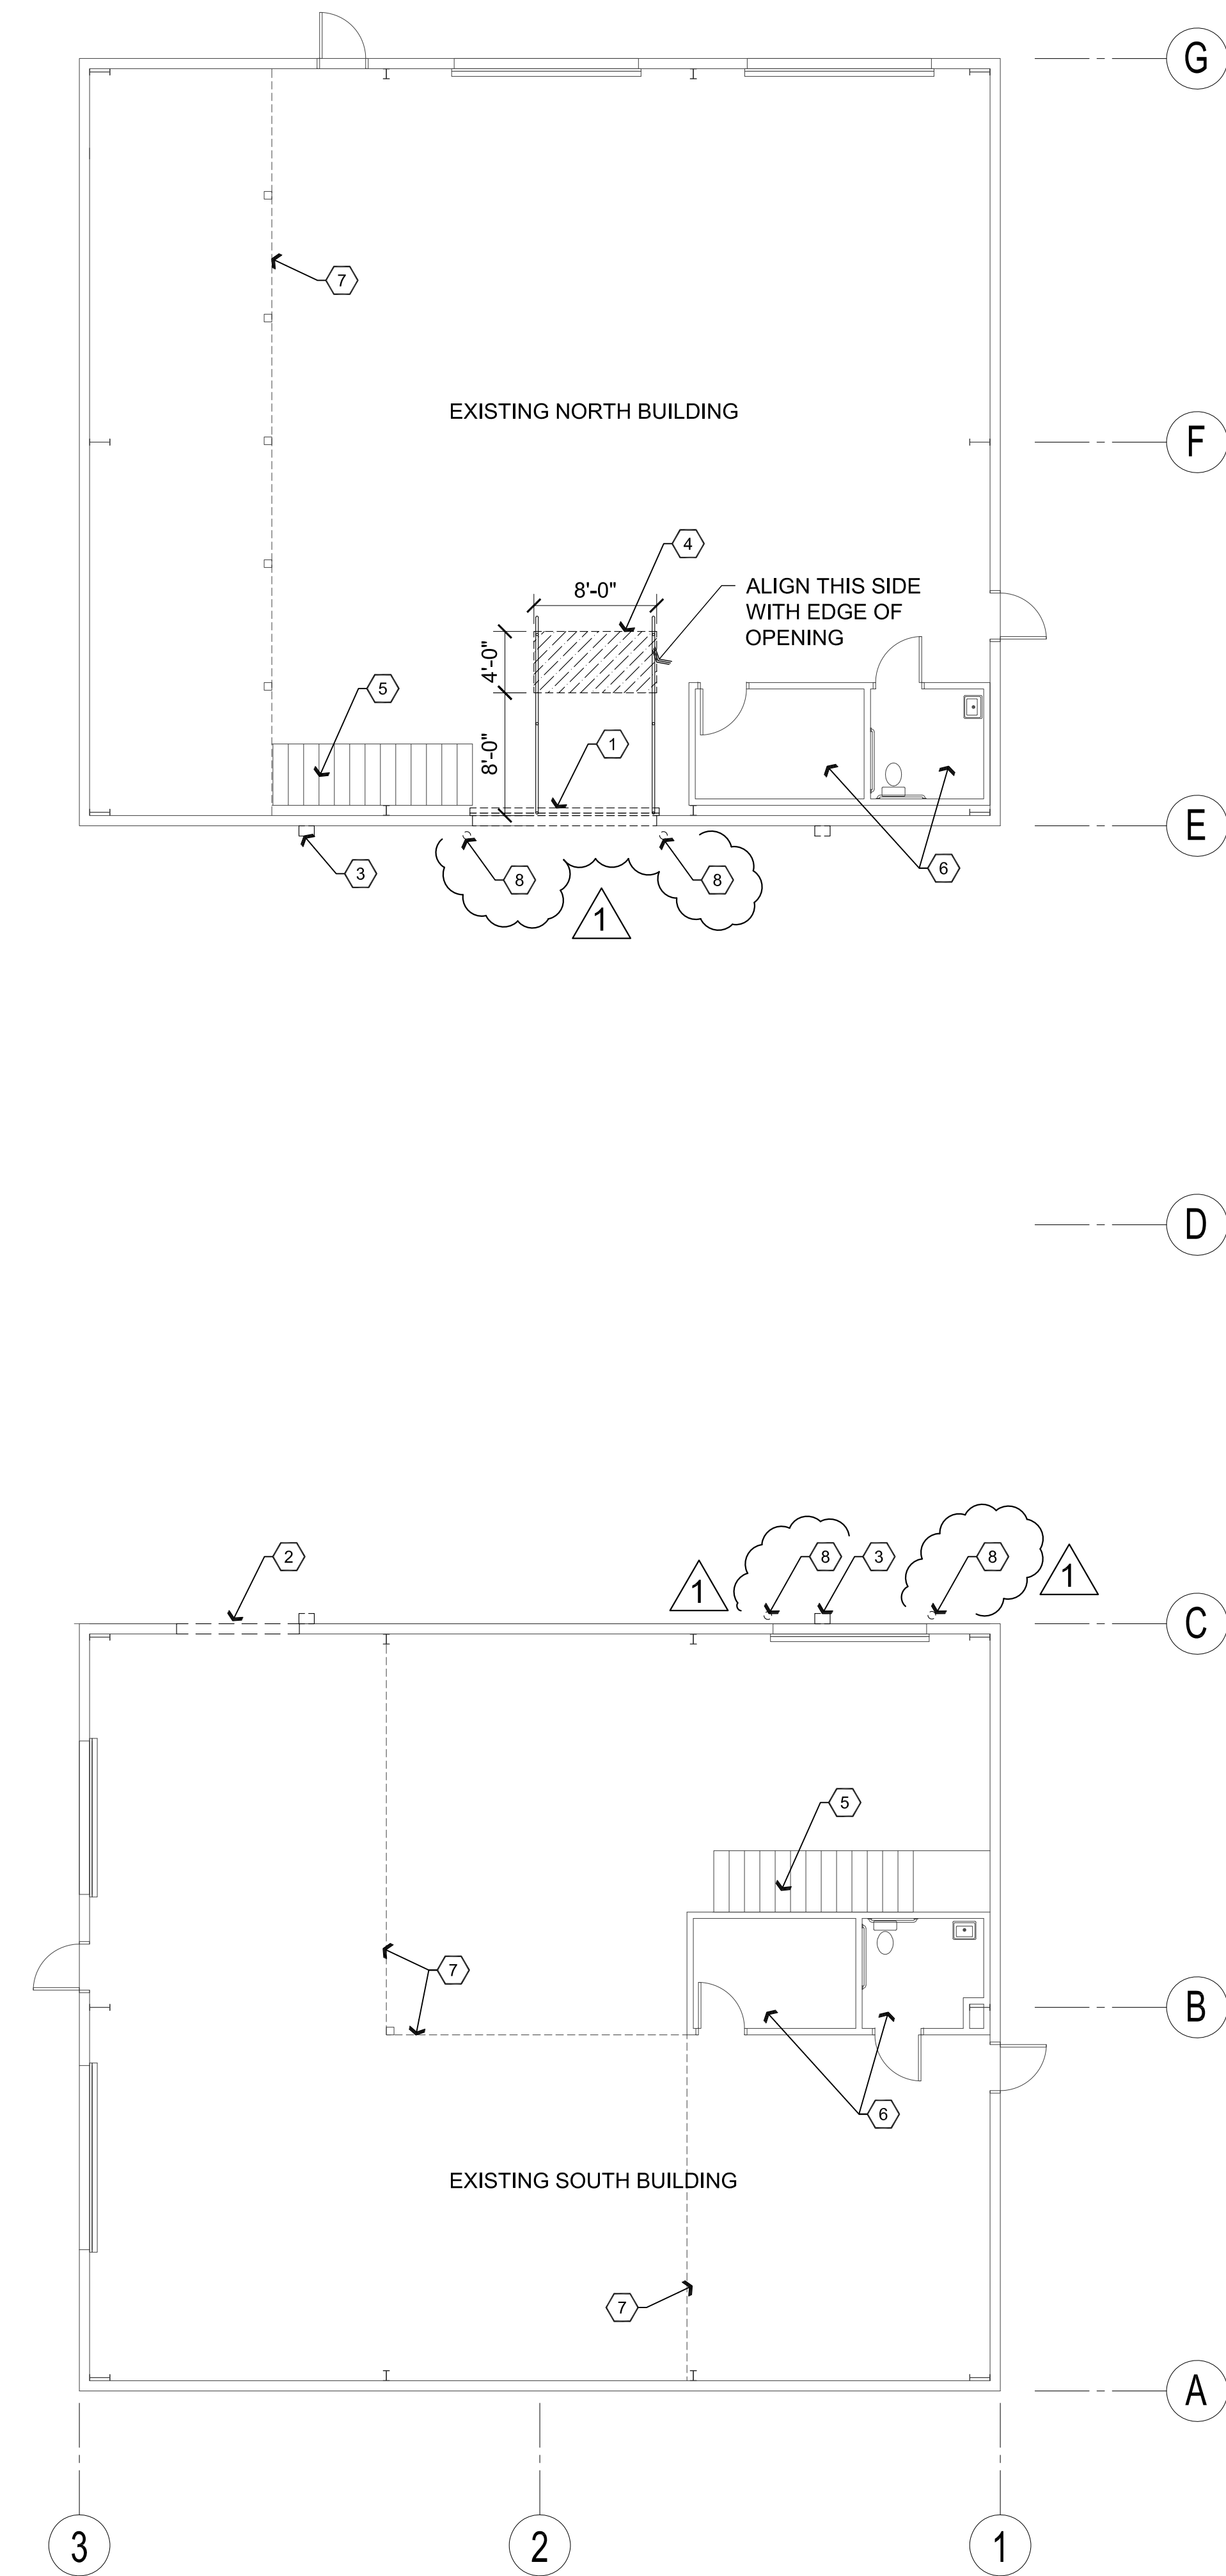 G
7
EXISTING NORTH BUILDING
F
4
8'-0"
ALIGN THIS SIDE
WITH EDGE OF
OPENING
4'-0"
5
1
8'-0"
E
3
8
8
6
1
D
2
8
3
8
1
1
C
5
7
B
6
EXISTING SOUTH BUILDING
7
A
3
2
1